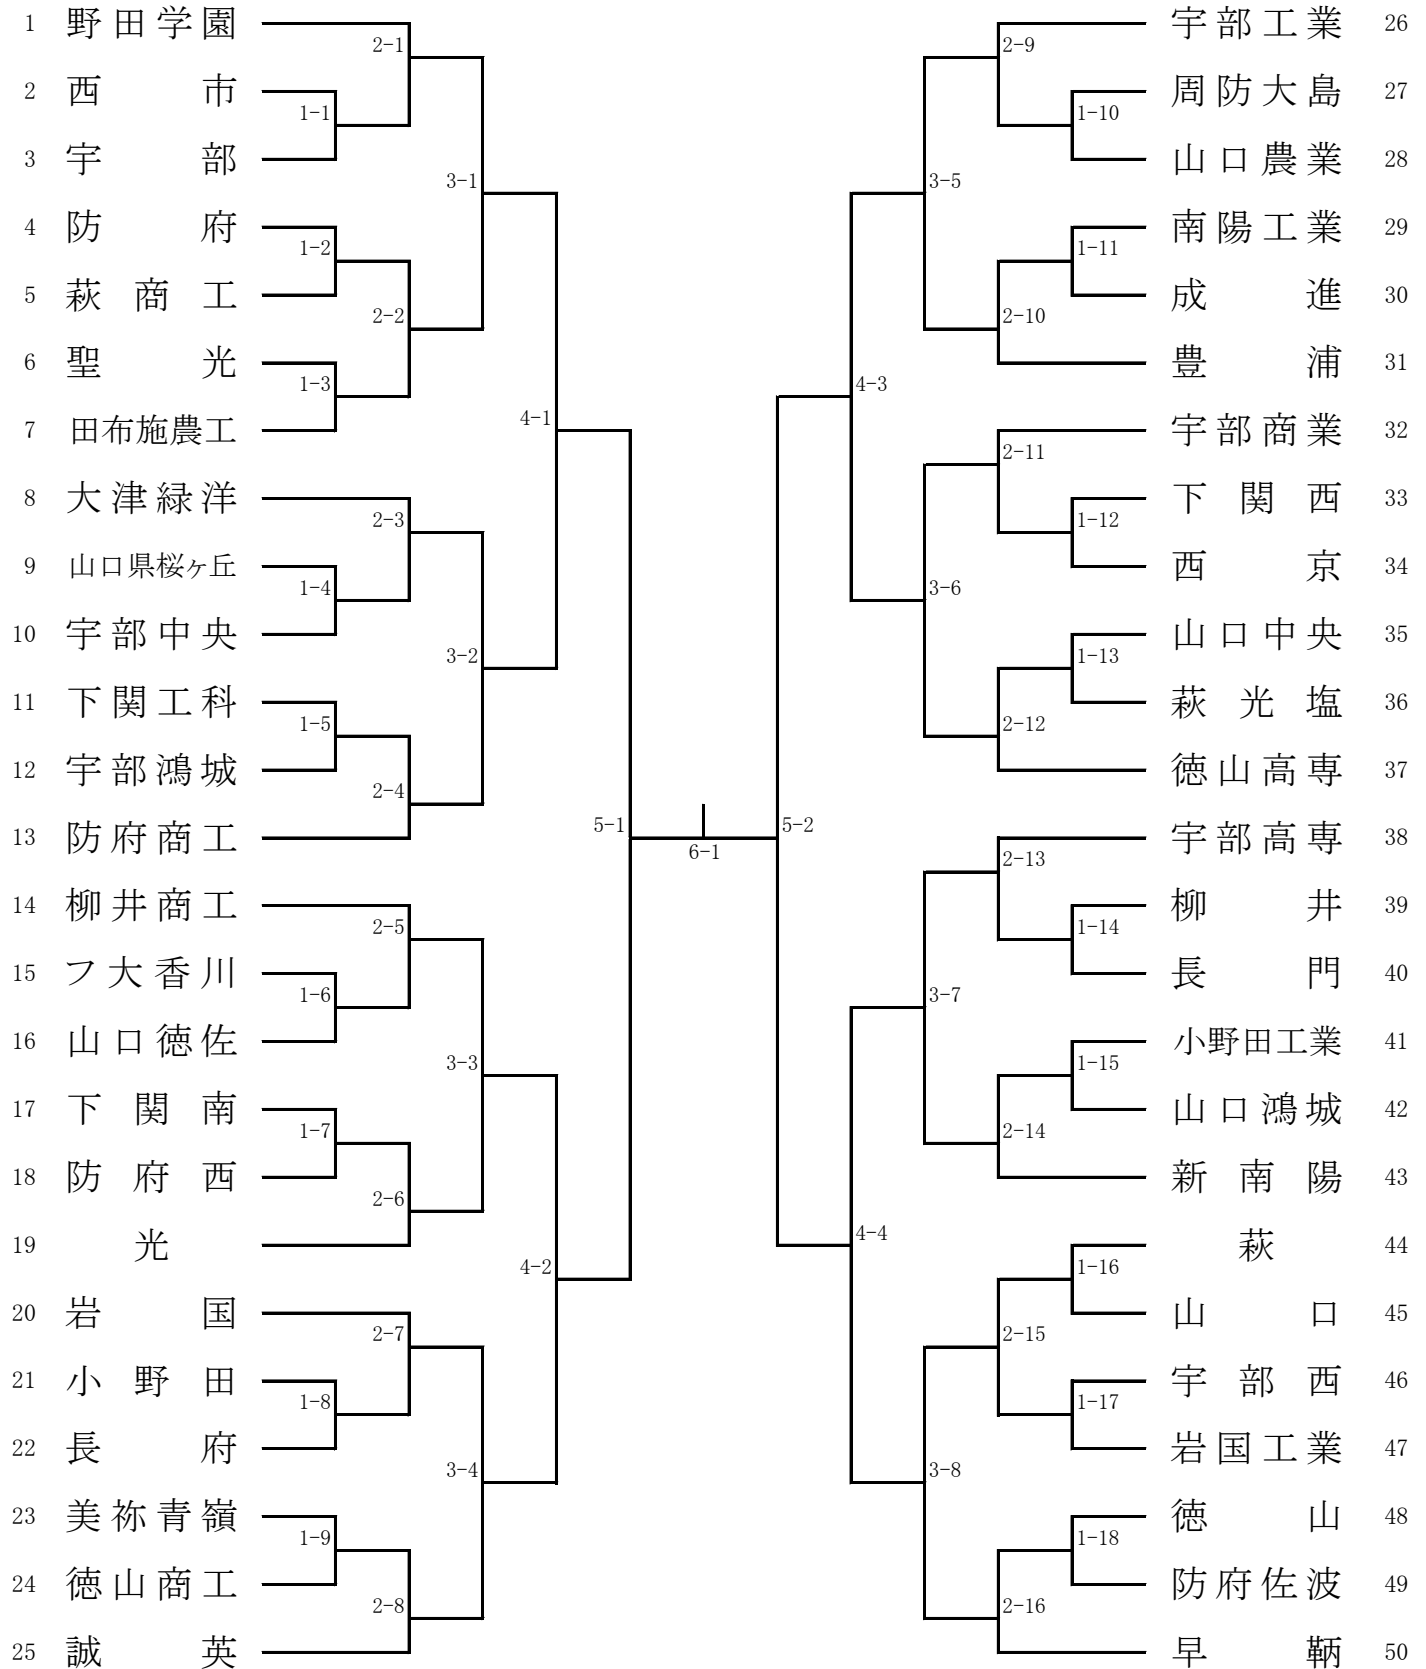 1 野田学園
2-1
2 西市
1-1
3 宇部
3-1
4 防府
1-2
5 萩商工
2-2
6 聖光
1-3
7 田布施農工
4-1
8 大津緑洋
2-3
9 山口県桜ヶ丘
1-4
10 宇部中央
3-2
11 下関工科
1-5
12 宇部鴻城
2-4
13 防府商工
5-1
14 柳井商工
2-5
15 フ大香川
1-6
16 山口徳佐
3-3
17 下関南
1-7
18 防府西
2-6
19 光
4-2
20 岩国
2-7
21 小野田
1-8
22 長府
3-4
23 美祢青嶺
1-9
24 徳山商工
2-8
25 誠英
6-1
宇部工業 26
2-9
周防大島 27
1-10
山口農業 28
3-5
南陽工業 29
1-11
成進 30
2-10
豊浦 31
4-3
宇部商業 32
2-11
下関西 33
1-12
西京 34
3-6
山口中央 35
1-13
萩光塩 36
2-12
徳山高専 37
5-2
宇部高専 38
2-13
柳井 39
1-14
長門 40
3-7
小野田工業 41
1-15
山口鴻城 42
2-14
新南陽 43
4-4
萩 44
1-16
山口 45
2-15
宇部西 46
1-17
岩国工業 47
3-8
徳山 48
1-18
防府佐波 49
2-16
早鞆 50